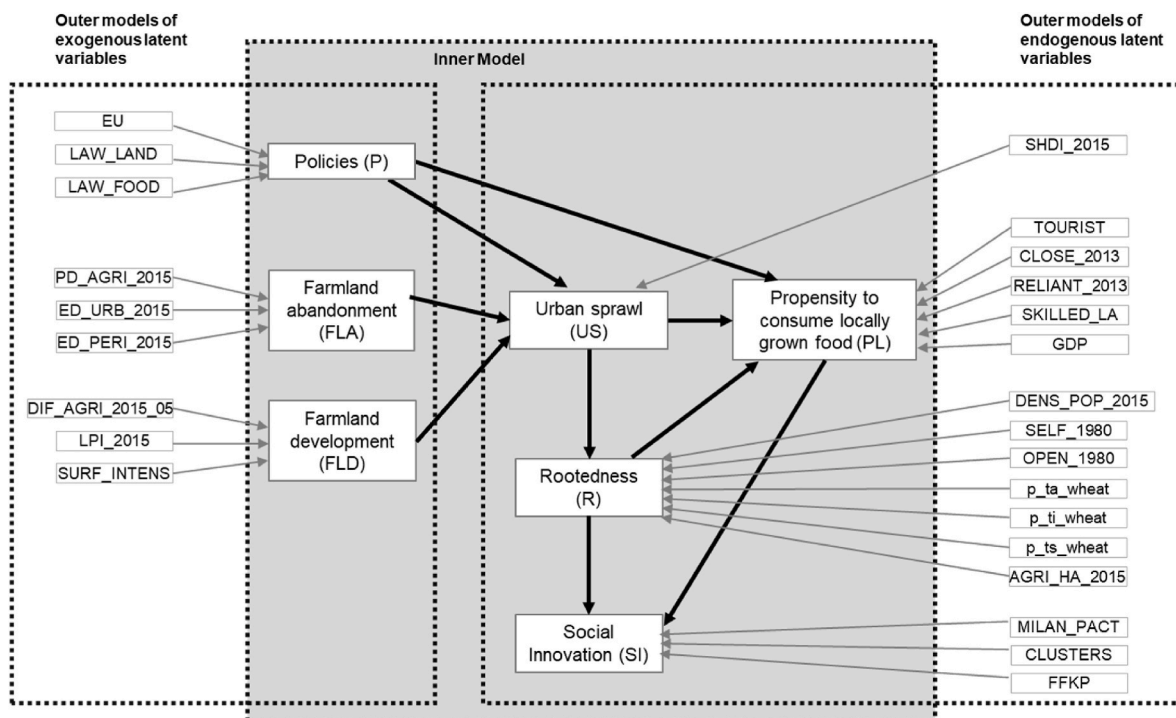 Outer models of
exogenous latent
variables
Inner Model
Outer models of
endogenous latent
variables
EU
LAW_LAND
LAW_FOOD
Policies (P)
PD_AGRI_2015
ED_URB_2015
ED_PERI_2015
Farmland
abandonment
(FLA)
DIF_AGRI_2015_05
LPI_2015
SURF_INTENS
Farmland
development
(FLD)
Urban sprawl
(US)
Propensity to
consume locally
grown food (PL)
Rootedness
(R)
Social
Innovation (SI)
SHDI_2015
TOURIST
CLOSE_2013
RELIANT_2013
SKILLED_LA
GDP
DENS_POP_2015
SELF_1980
OPEN_1980
p_ta_wheat
p_ti_wheat
p_ts_wheat
AGRI_HA_2015
MILAN_PACT
CLUSTERS
FFKP